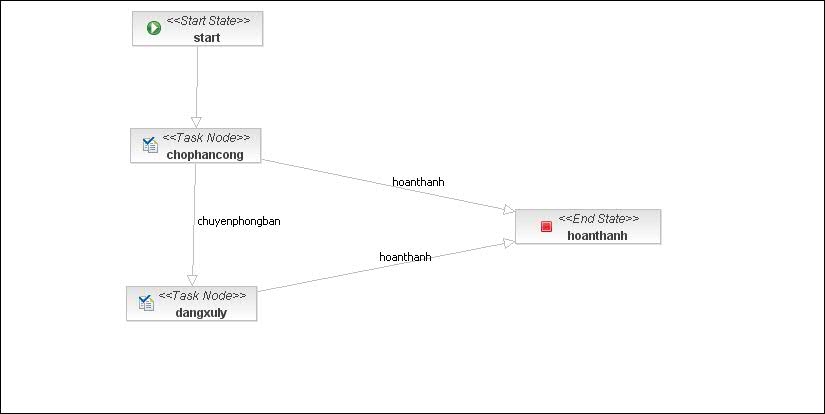 <<Start State>>
start
<<Task Node>>
chophancong
hoanthanh
chuyenphongban
<<End State>>
hoanthanh
hoanthanh
<<Task Node>>
dangxuly